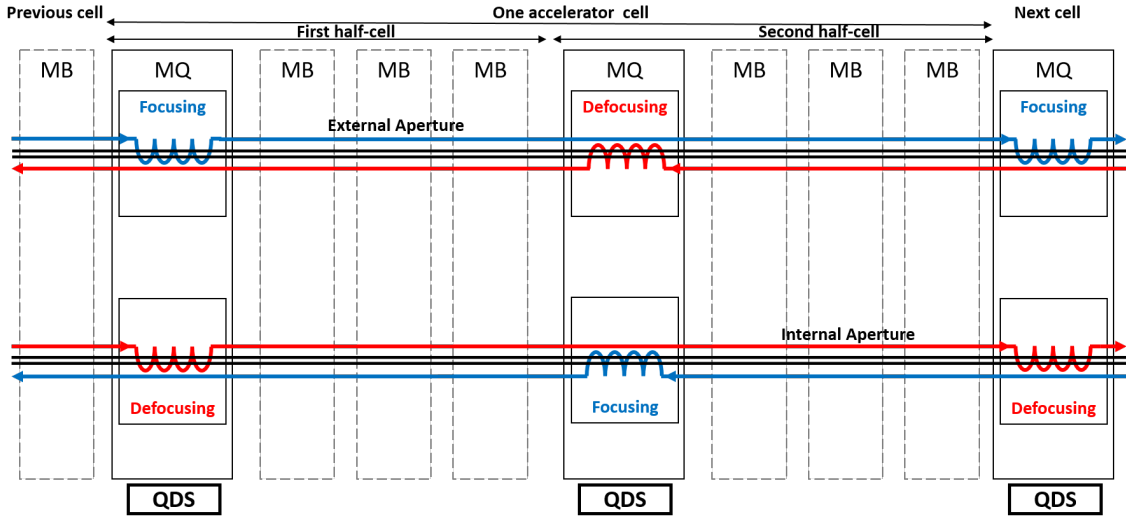 Previous cell
One accelerator cell
Next cell
First half-cell
Second half-cell
MB
MQ
MB
MB
MB
MQ
MB
MB
MB
MQ
Focusing
Defocusing
Focusing
External Aperture
Internal Aperture
Defocusing
Focusing
Defocusing
QDS
QDS
QDS